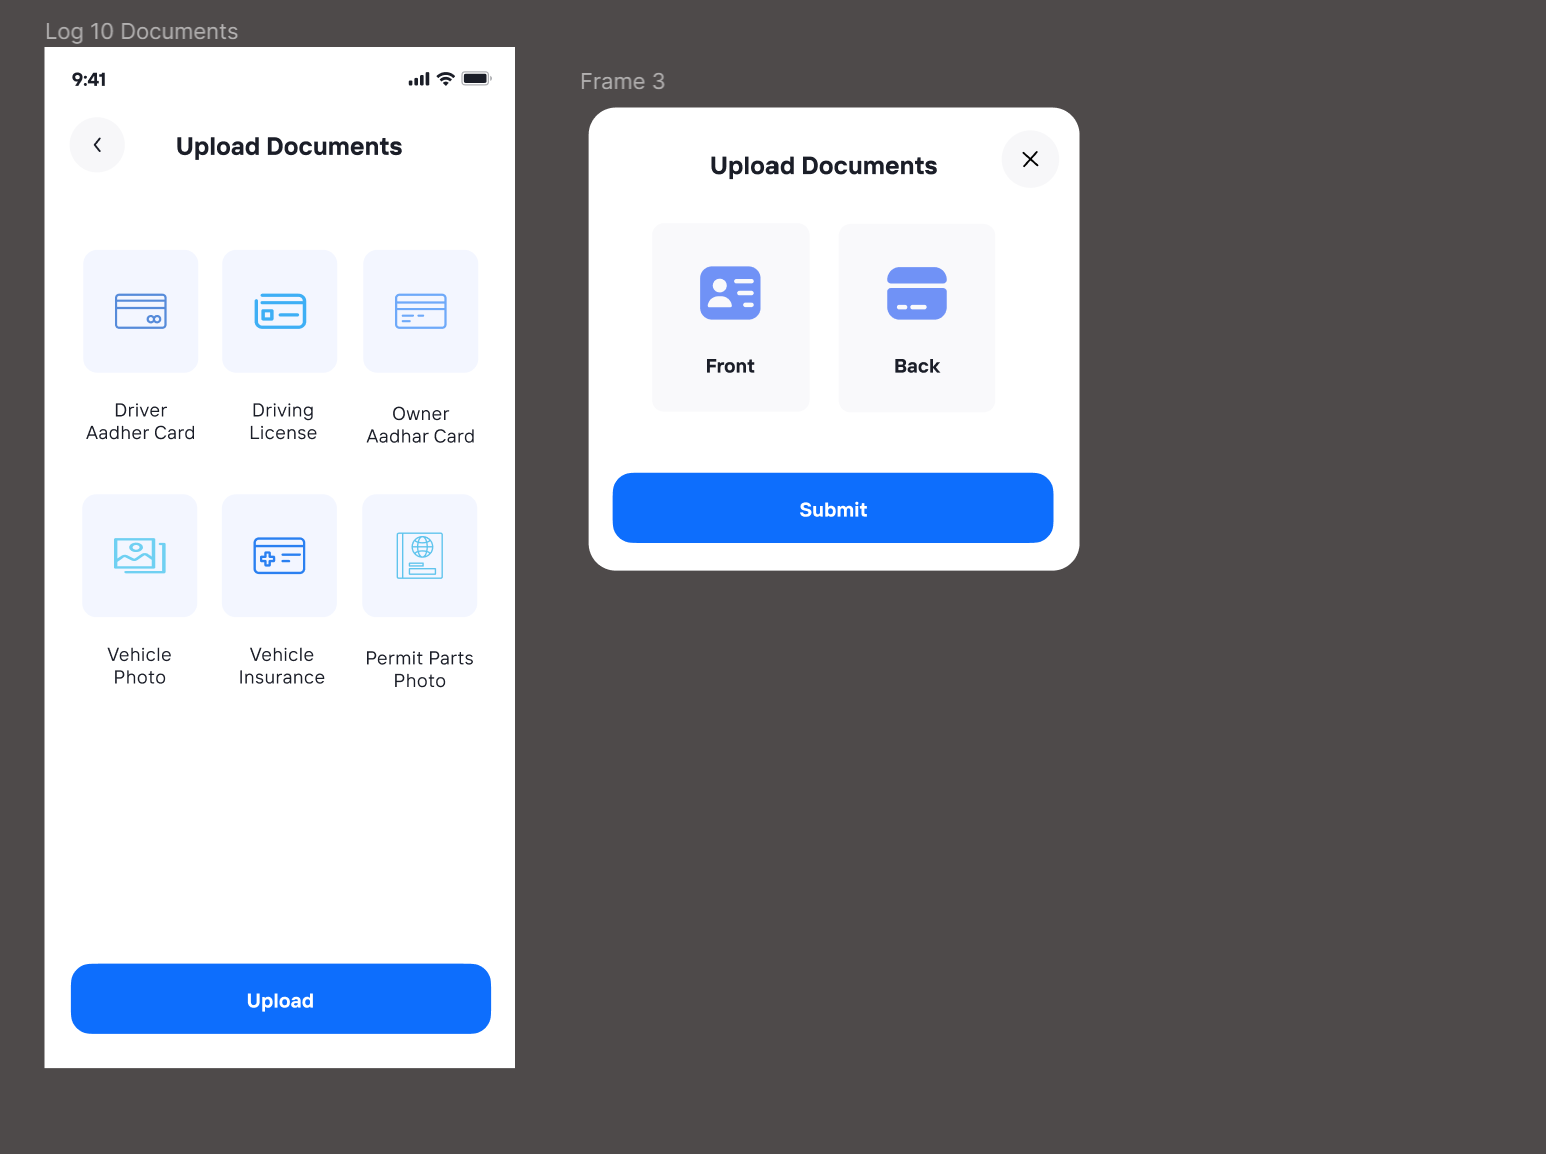 Log 10 Documents
9:41
Upload Documents
Driver
Aadher Card
Driving
License
Owner
Aadhar Card
Vehicle
Photo
Vehicle
Insurance
Permit Parts
Photo
Upload
Frame 3
Upload Documents
Front
Back
Submit